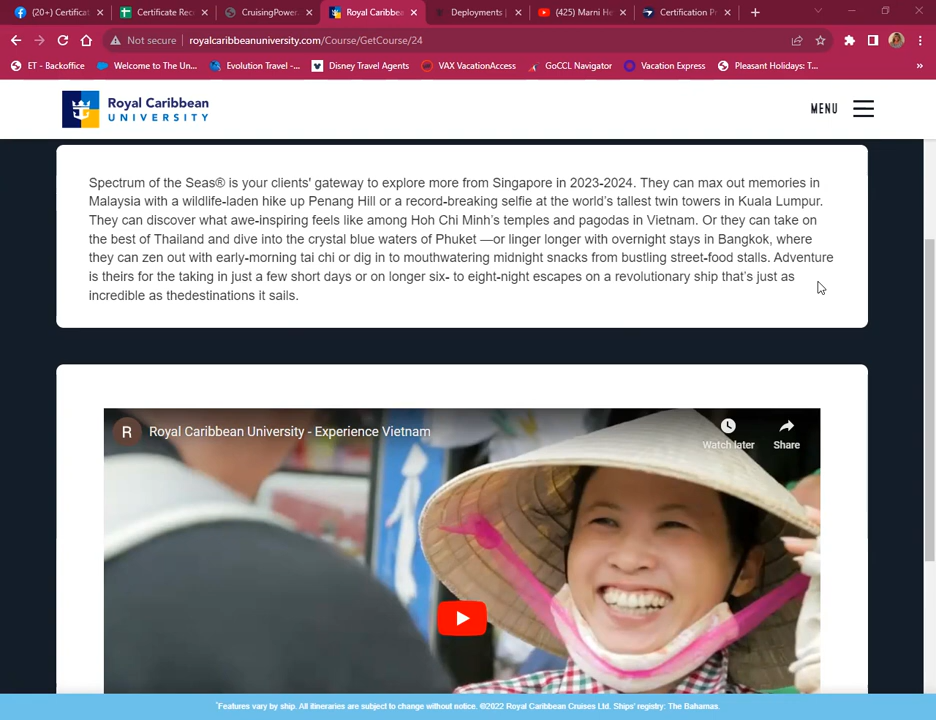 (20+) Certificat
Certificate Rec
CruisingPower.
Royal Caribbea
Deployments |
(425) Marni He
Certification Pr
Not secure | royalcaribbeanuniversity.com/Course/GetCourse/24
ET - Backoffice
Welcome to The Un...
Evolution Travel -...
Disney Travel Agents
VAX VacationAccess
GoCCL Navigator
Vacation Express
Pleasant Holidays: T...
»
Royal Caribbean
UNIVERSITY
MENU
Spectrum of the Seas® is your clients' gateway to explore more from Singapore in 2023-2024. They can max out memories in
Malaysia with a wildlife-laden hike up Penang Hill or a record-breaking selfie at the world's tallest twin towers in Kuala Lumpur.
They can discover what awe-inspiring feels like among Hoh Chi Minh's temples and pagodas in Vietnam. Or they can take on
the best of Thailand and dive into the crystal blue waters of Phuket —or linger longer with overnight stays in Bangkok, where
they can zen out with early-morning tai chi or dig in to mouthwatering midnight snacks from bustling street-food stalls. Adventure
is theirs for the taking in just a few short days or on longer six- to eight-night escapes on a revolutionary ship that's just as
incredible as thedestinations it sails.
R
Royal Caribbean University - Experience Vietnam
Watch later
Share
*Features vary by ship. All itineraries are subject to change without notice. ©2022 Royal Caribbean Cruises Ltd. Ships' registry: The Bahamas.